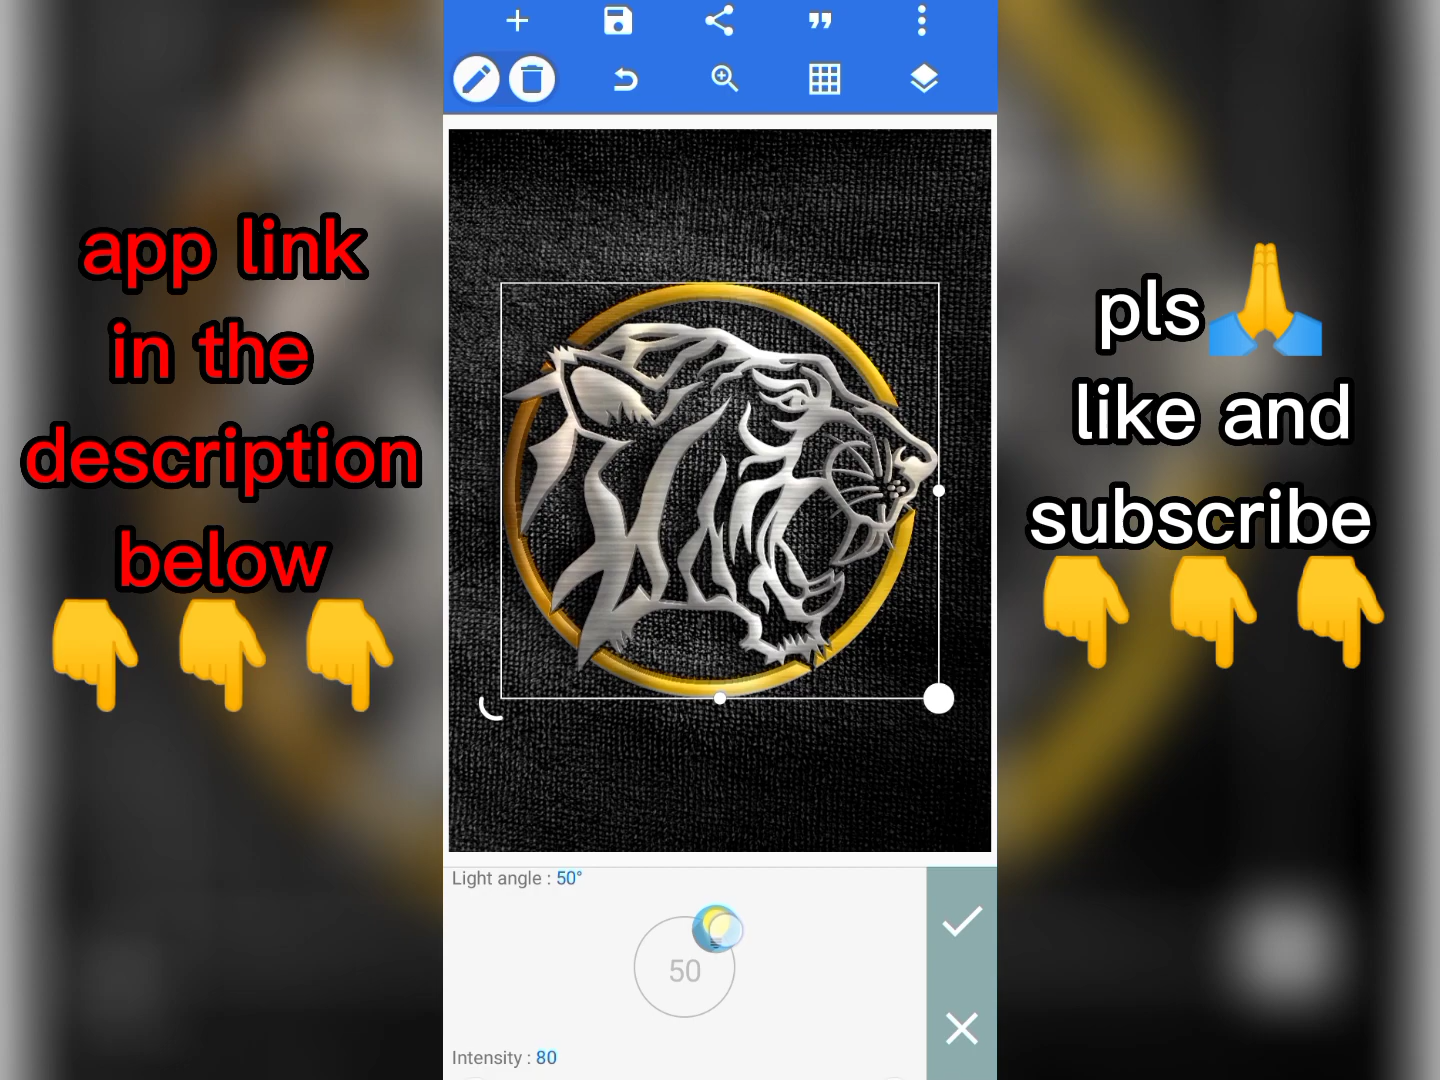 app link
in the
description
below
pls
like and
subscribe
Light angle : 50°
50
Intensity : 80